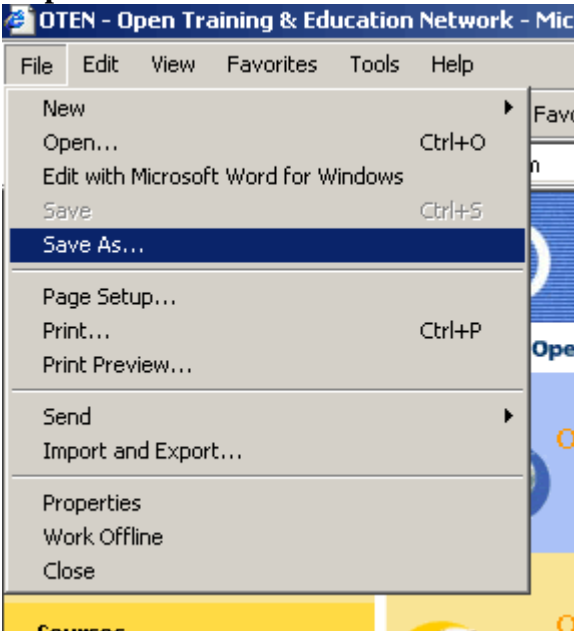 OTEN - Open Training & Education Network - Mic
File Edit View Favorites Tools Help
New
Favo
Open... Ctrl+O
Edit with Microsoft Word for Windows
Save Ctrl+S
Save As...
Page Setup...
Print... Ctrl+P
Ope
Print Preview...
Send
Import and Export...
Properties
Work Offline
Close